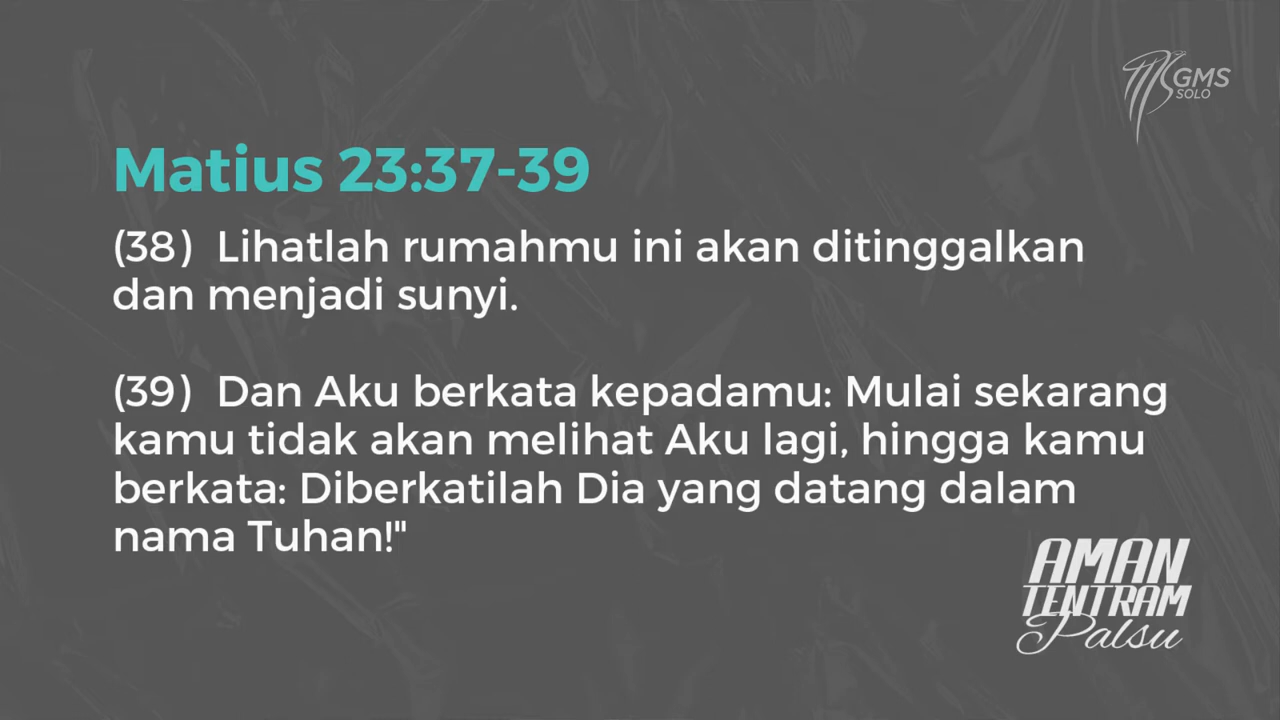 GMS
SOLO
Matius 23:37-39
(38)  Lihatlah rumahmu ini akan ditinggalkan
dan menjadi sunyi.
(39)  Dan Aku berkata kepadamu: Mulai sekarang
kamu tidak akan melihat Aku lagi, hingga kamu
berkata: Diberkatilah Dia yang datang dalam
nama Tuhan!"
AMAN
TENTRAM
Palsu